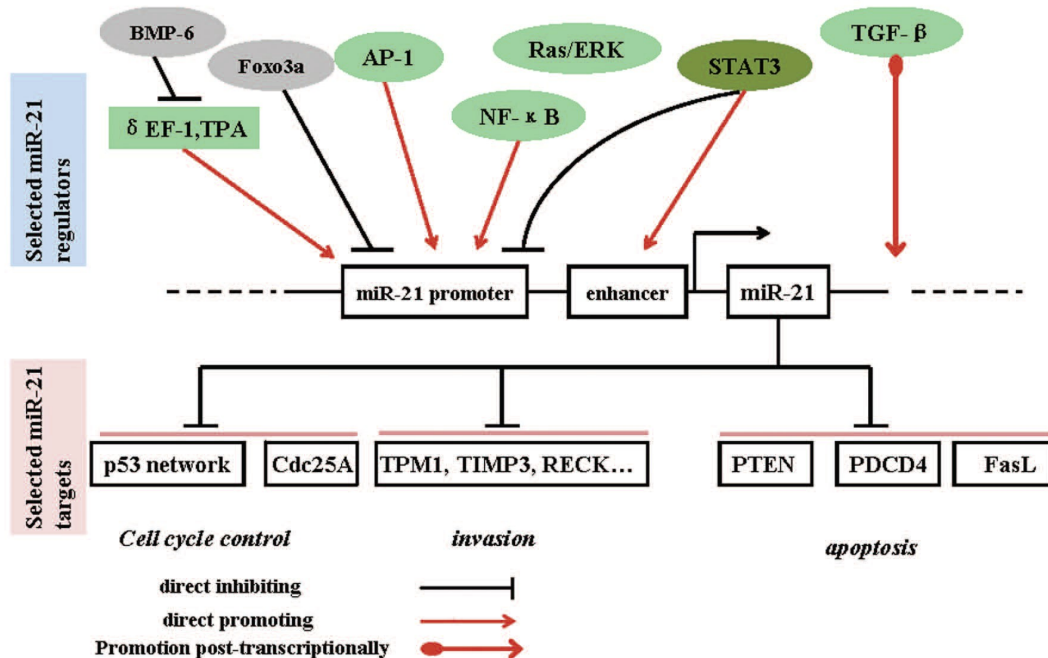 BMP-6
Foxo3a
AP-1
Ras/ERK
STAT3
TGF- β
δ EF-1,TPA
NF- κ B
Selected miR-21
regulators
miR-21 promoter
enhancer
miR-21
Selected miR-21
targets
p53 network
Cdc25A
TPM1, TIMP3, RECK...
PTEN
PDCD4
FasL
Cell cycle control
invasion
apoptosis
direct inhibiting
direct promoting
Promotion post-transcriptionally